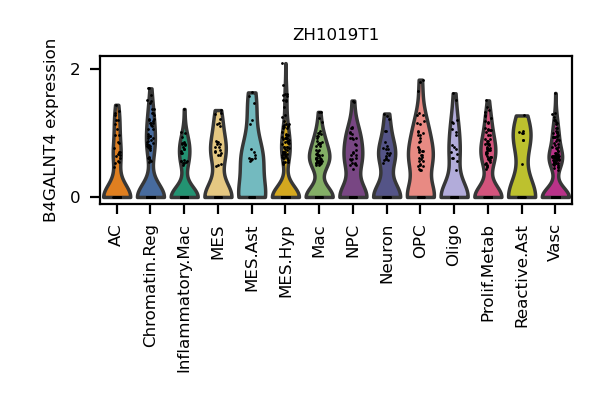 ZH1019T1
B4GALNT4 expression
2
0
AC
Chromatin.Reg
Inflammatory.Mac
MES
MES.Ast
MES.Hyp
Mac
NPC
Neuron
OPC
Oligo
Prolif.Metab
Reactive.Ast
Vasc